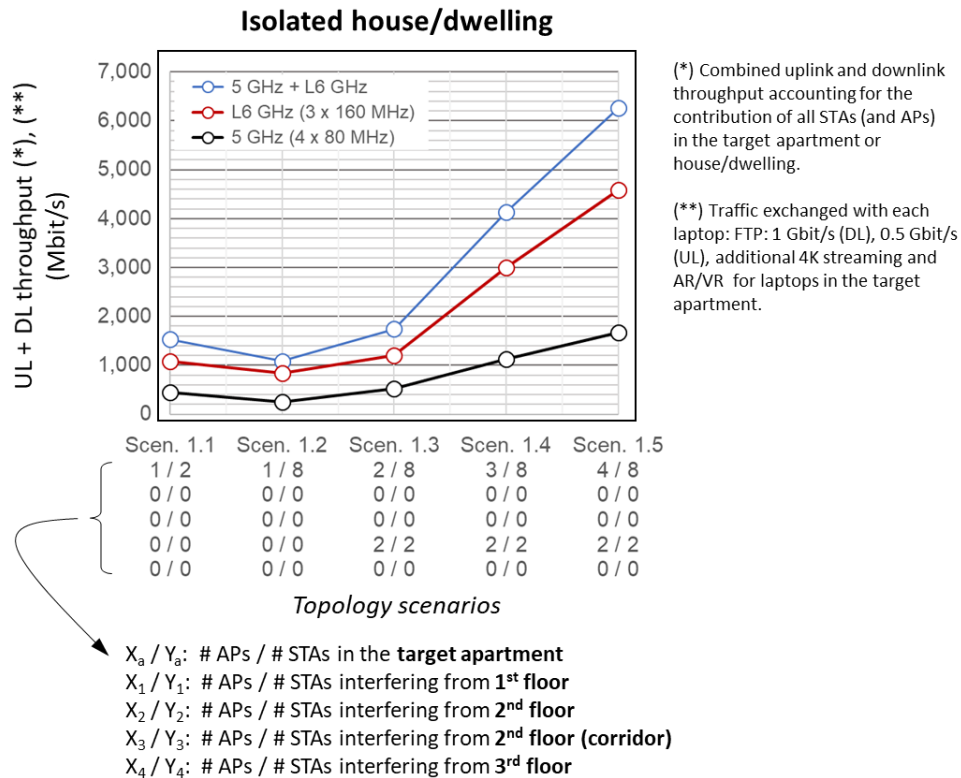 Isolated house/dwelling
UL + DL throughput (*), (**)
(Mbit/s)
7,000
6,000
5,000
4,000
3,000
2,000
1,000
0
5 GHz + L6 GHz
L6 GHz (3 x 160 MHz)
5 GHz (4 x 80 MHz)
(*) Combined uplink and downlink
throughput accounting for the
contribution of all STAs (and APs)
in the target apartment or
house/dwelling.
(**) Traffic exchanged with each
laptop: FTP: 1 Gbit/s (DL), 0.5 Gbit/s
(UL), additional 4K streaming and
AR/VR for laptops in the target
apartment.
Scen. 1.1 Scen. 1.2 Scen. 1.3 Scen. 1.4 Scen. 1.5
1 / 2 1 / 8 2 / 8 3 / 8 4 / 8
0 / 0 0 / 0 0 / 0 0 / 0 0 / 0
0 / 0 0 / 0 0 / 0 0 / 0 0 / 0
0 / 0 0 / 0 2 / 2 2 / 2 2 / 2
0 / 0 0 / 0 0 / 0 0 / 0 0 / 0
Topology scenarios
Xa / Ya: # APs / # STAs in the target apartment
X1 / Y1: # APs / # STAs interfering from 1st floor
X2 / Y2: # APs / # STAs interfering from 2nd floor
X3 / Y3: # APs / # STAs interfering from 2nd floor (corridor)
X4 / Y4: # APs / # STAs interfering from 3rd floor